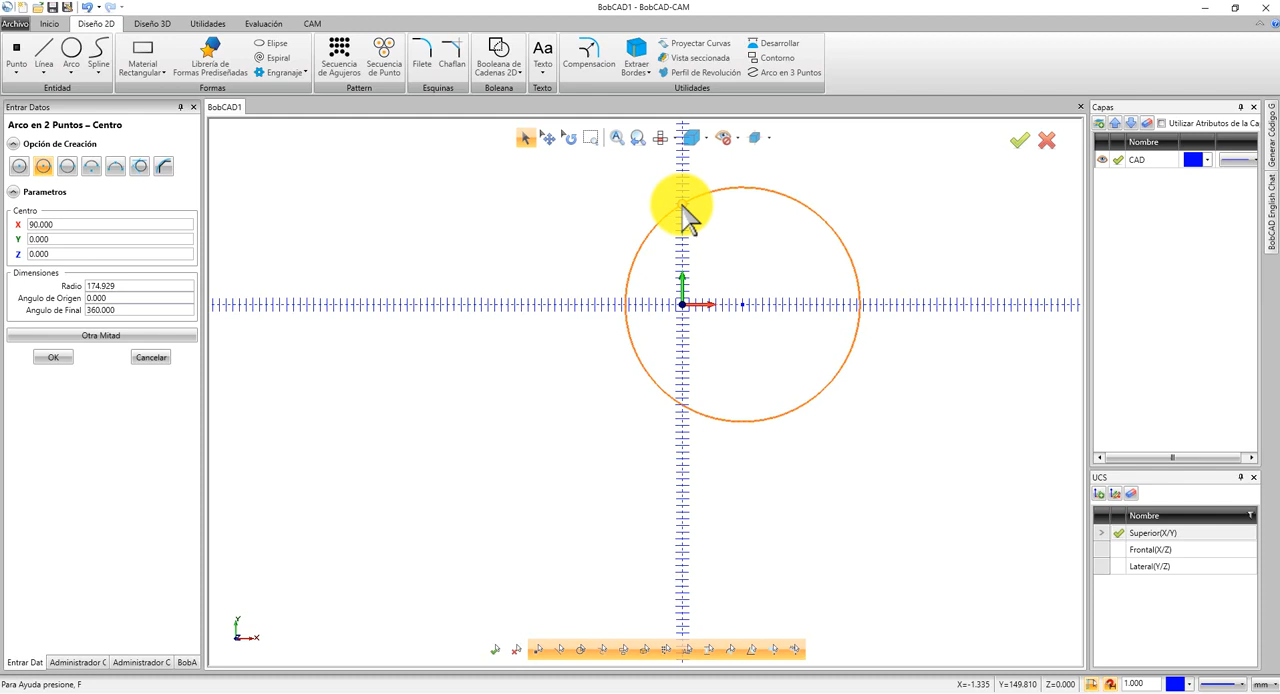 BobCAD1 - BobCAD-CAM
Archivo Inicio Diseño 2D Diseño 3D Utilidades Evaluación CAM
Punto Línea Arco Spline
Entidad
Material Rectangular
Librería de Formas Prediseñadas
Elipse
Espiral
Engranaje
Formas
Secuencia de Agujeros
Secuencia de Punto
Pattern
Filete Chaflan
Esquinas
Booleana de Cadenas 2D
Boleana
Texto
Texto
Compensacion
Extraer Bordes
Proyectar Curvas
Vista seccionada
Perfil de Revolución
Desarrollar
Contorno
Arco en 3 Puntos
Utilidades
Entrar Datos
Arco en 2 Puntos – Centro
Opción de Creación
Parametros
Centro
X 90.000
Y 0.000
Z 0.000
Dimensiones
Radio 174.929
Angulo de Origen 0.000
Angulo de Final 360.000
Otra Mitad
OK Cancelar
Entrar Dat Administrador C Administrador C BobA
BobCAD1
Y
Z X
Capas
Utilizar Atributos de la Ca
Nombre
CAD
UCS
Nombre
Superior(X/Y)
Frontal(X/Z)
Lateral(Y/Z)
Generar Código G
BobCAD English Chat
Para Ayuda presione, F
X=-1.335 Y=149.810 Z=0.000 1.000 mm